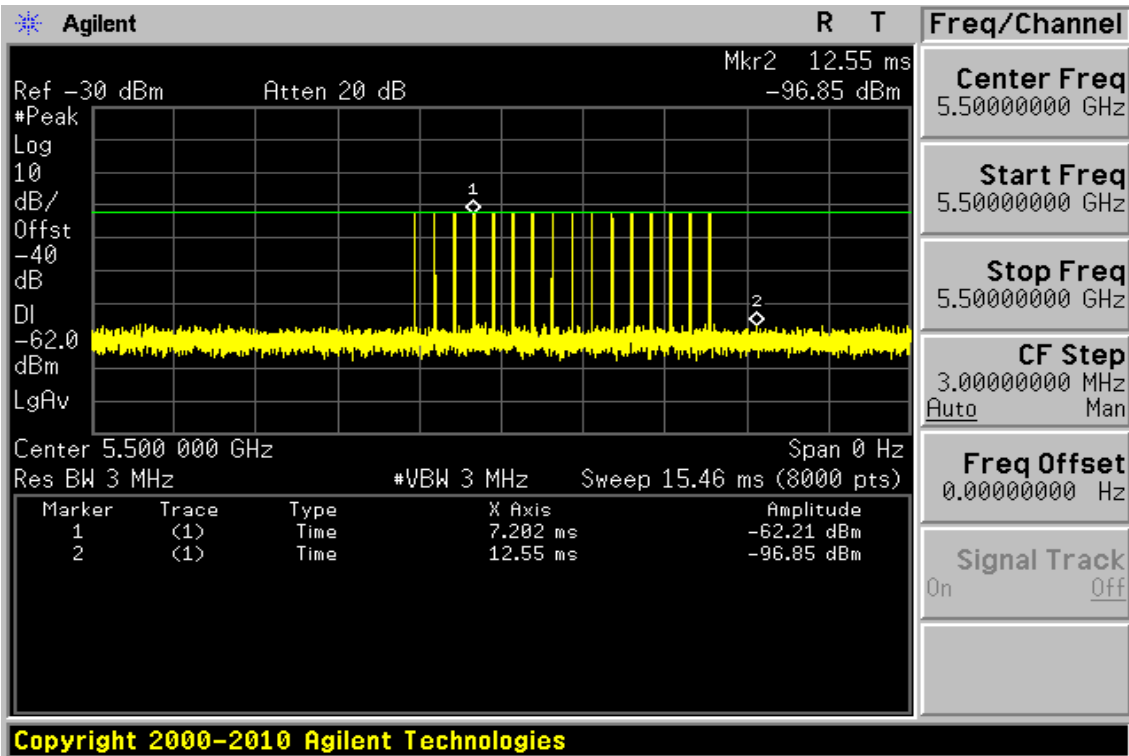 Agilent R T Freq/Channel
Mkr2 12.55 ms
Ref -30 dBm Atten 20 dB -96.85 dBm
#Peak
Log
10
dB/
Offst
-40
dB
DI
-62.0
dBm
LgAv
1
2
Center 5.500 000 GHz Span 0 Hz
Res BW 3 MHz #VBW 3 MHz Sweep 15.46 ms (8000 pts)
Marker Trace Type X Axis Amplitude
1 (1) Time 7.202 ms -62.21 dBm
2 (1) Time 12.55 ms -96.85 dBm
Center Freq
5.50000000 GHz
Start Freq
5.50000000 GHz
Stop Freq
5.50000000 GHz
CF Step
3.00000000 MHz
Auto Man
Freq Offset
0.00000000 Hz
Signal Track
On Off
Copyright 2000-2010 Agilent Technologies